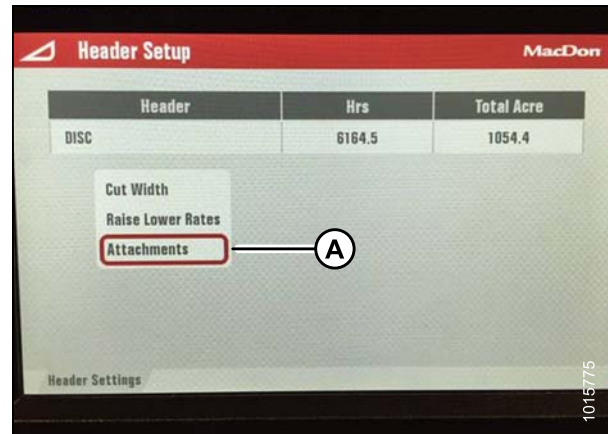 Header Setup MacDon
Header Hrs Total Acre
DISC 6164.5 1054.4
Cut Width
Raise Lower Rates
Attachments
A
Header Settings
1015775